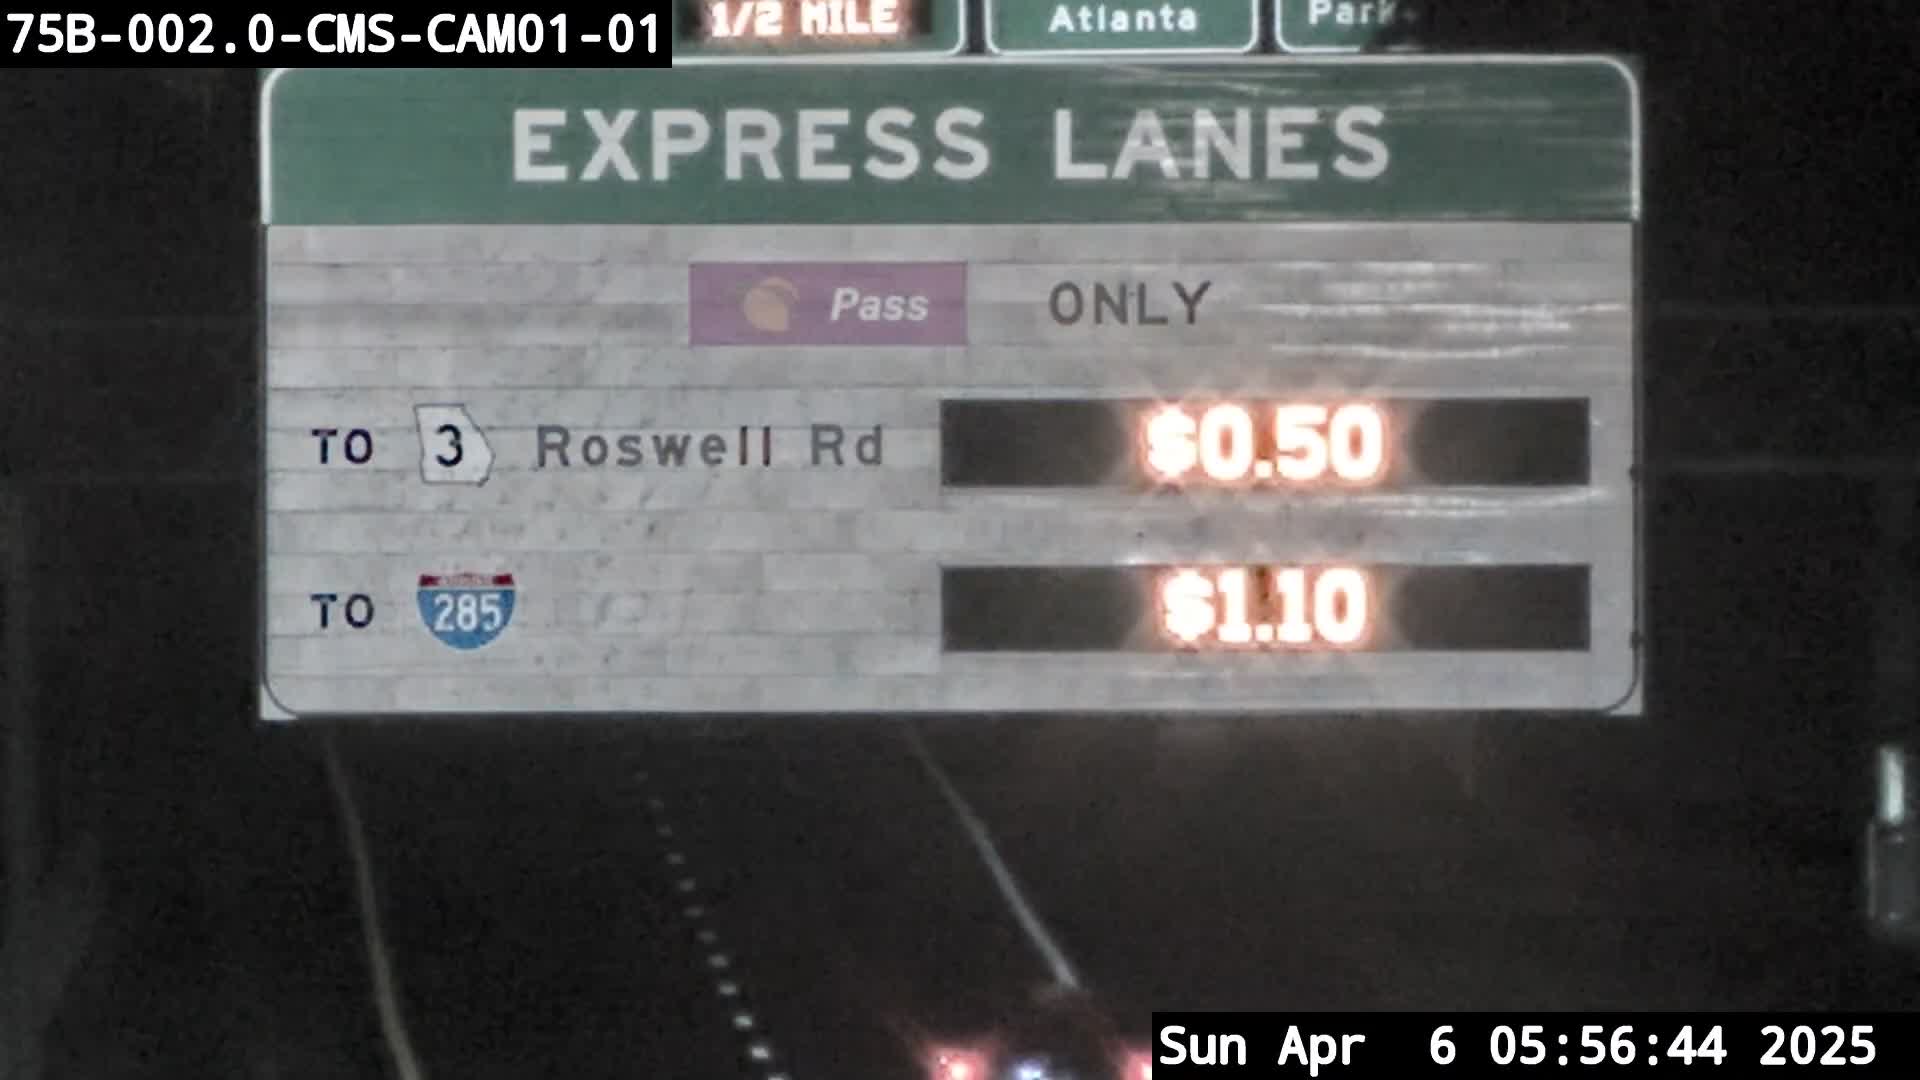 75B-002.0-CMS-CAM01-01
1/2 MILE
Atlanta
Park
EXPRESS LANES
Pass ONLY
TO 3 Roswell Rd $0.50
TO 285 $1.10
Sun Apr 6 05:56:44 2025